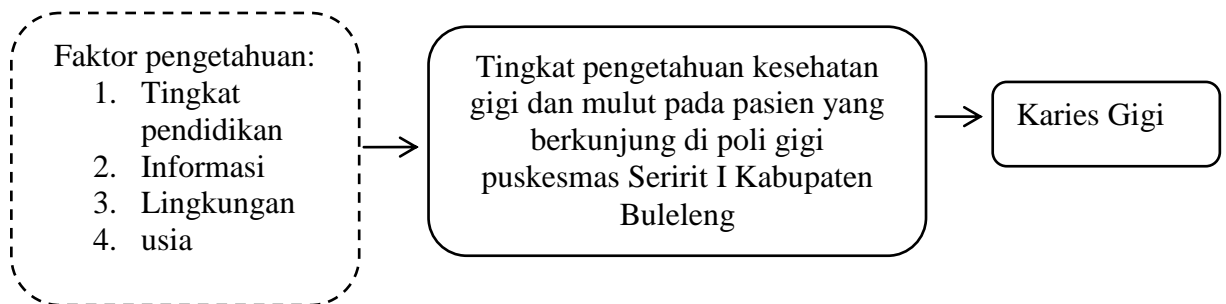 Faktor pengetahuan:
1. Tingkat
pendidikan
2. Informasi
3. Lingkungan
4. usia
Tingkat pengetahuan kesehatan
gigi dan mulut pada pasien yang
berkunjung di poli gigi
puskesmas Seririt I Kabupaten
Buleleng
Karies Gigi